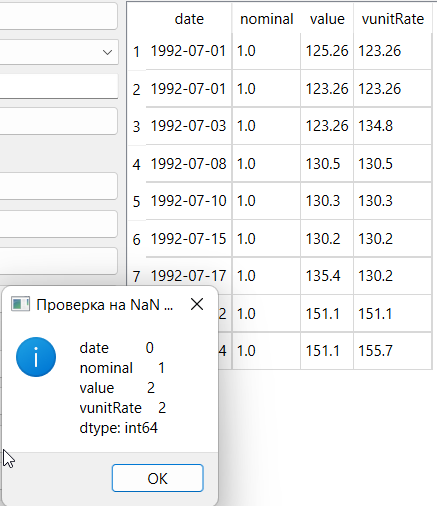 date nominal value vunitRate
1 1992-07-01 1.0 125.26 123.26
2 1992-07-01 1.0 123.26 123.26
3 1992-07-03 1.0 123.26 134.8
4 1992-07-08 1.0 130.5 130.5
5 1992-07-10 1.0 130.3 130.3
6 1992-07-15 1.0 130.2 130.2
7 1992-07-17 1.0 135.4 130.2
2 1.0 151.1 151.1
4 1.0 151.1 155.7
Проверка на NaN ...
date 0
nominal 1
value 2
vunitRate 2
dtype: int64
OK